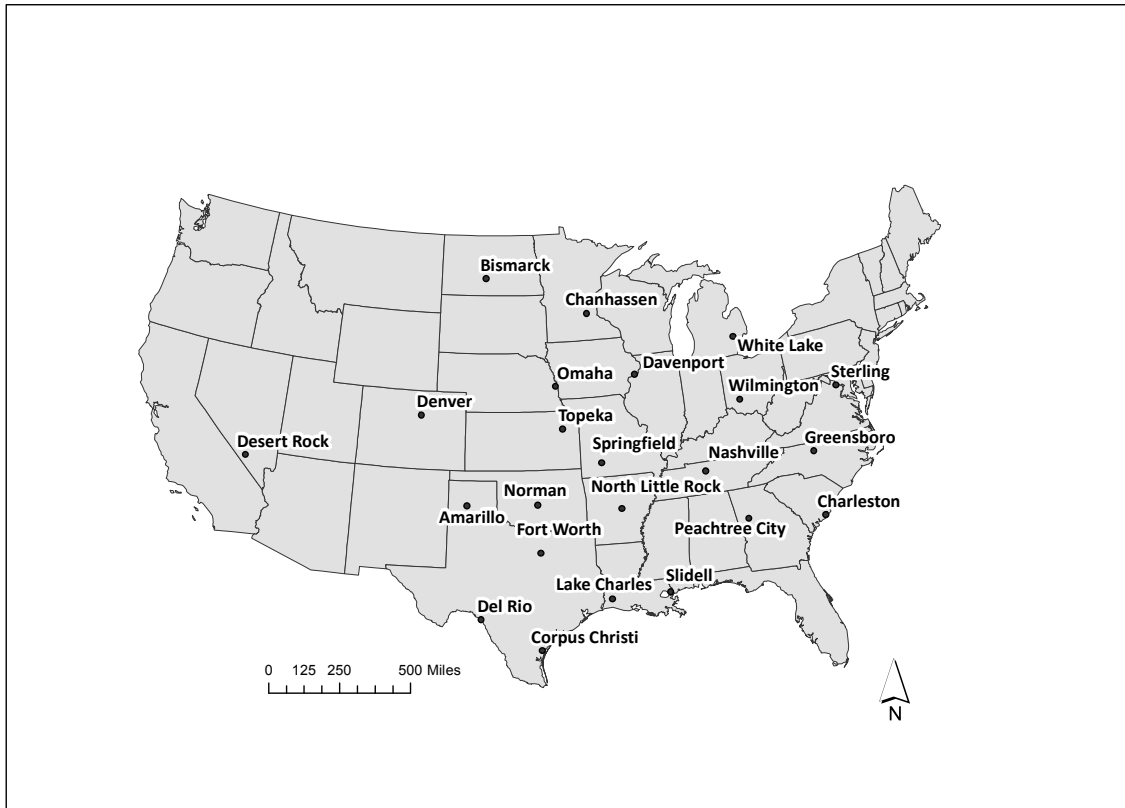 Bismarck
Chanhassen
White Lake
Davenport
Omaha
Sterling
Wilmington
Denver
Topeka
Desert Rock
Springfield
Nashville
Greensboro
North Little Rock
Norman
Amarillo
Charleston
Peachtree City
Fort Worth
Lake Charles
Slidell
Del Rio
Corpus Christi
0 125 250 500 Miles
N